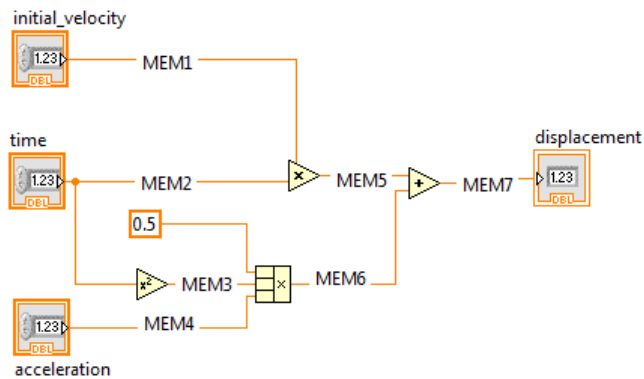 initial_velocity
1.23
DBL
MEM1
time
1.23
DBL
MEM2
x
MEM5
+
MEM7
displacement
1.23
DBL
0.5
x²
MEM3
x
MEM6
1.23
DBL
MEM4
acceleration